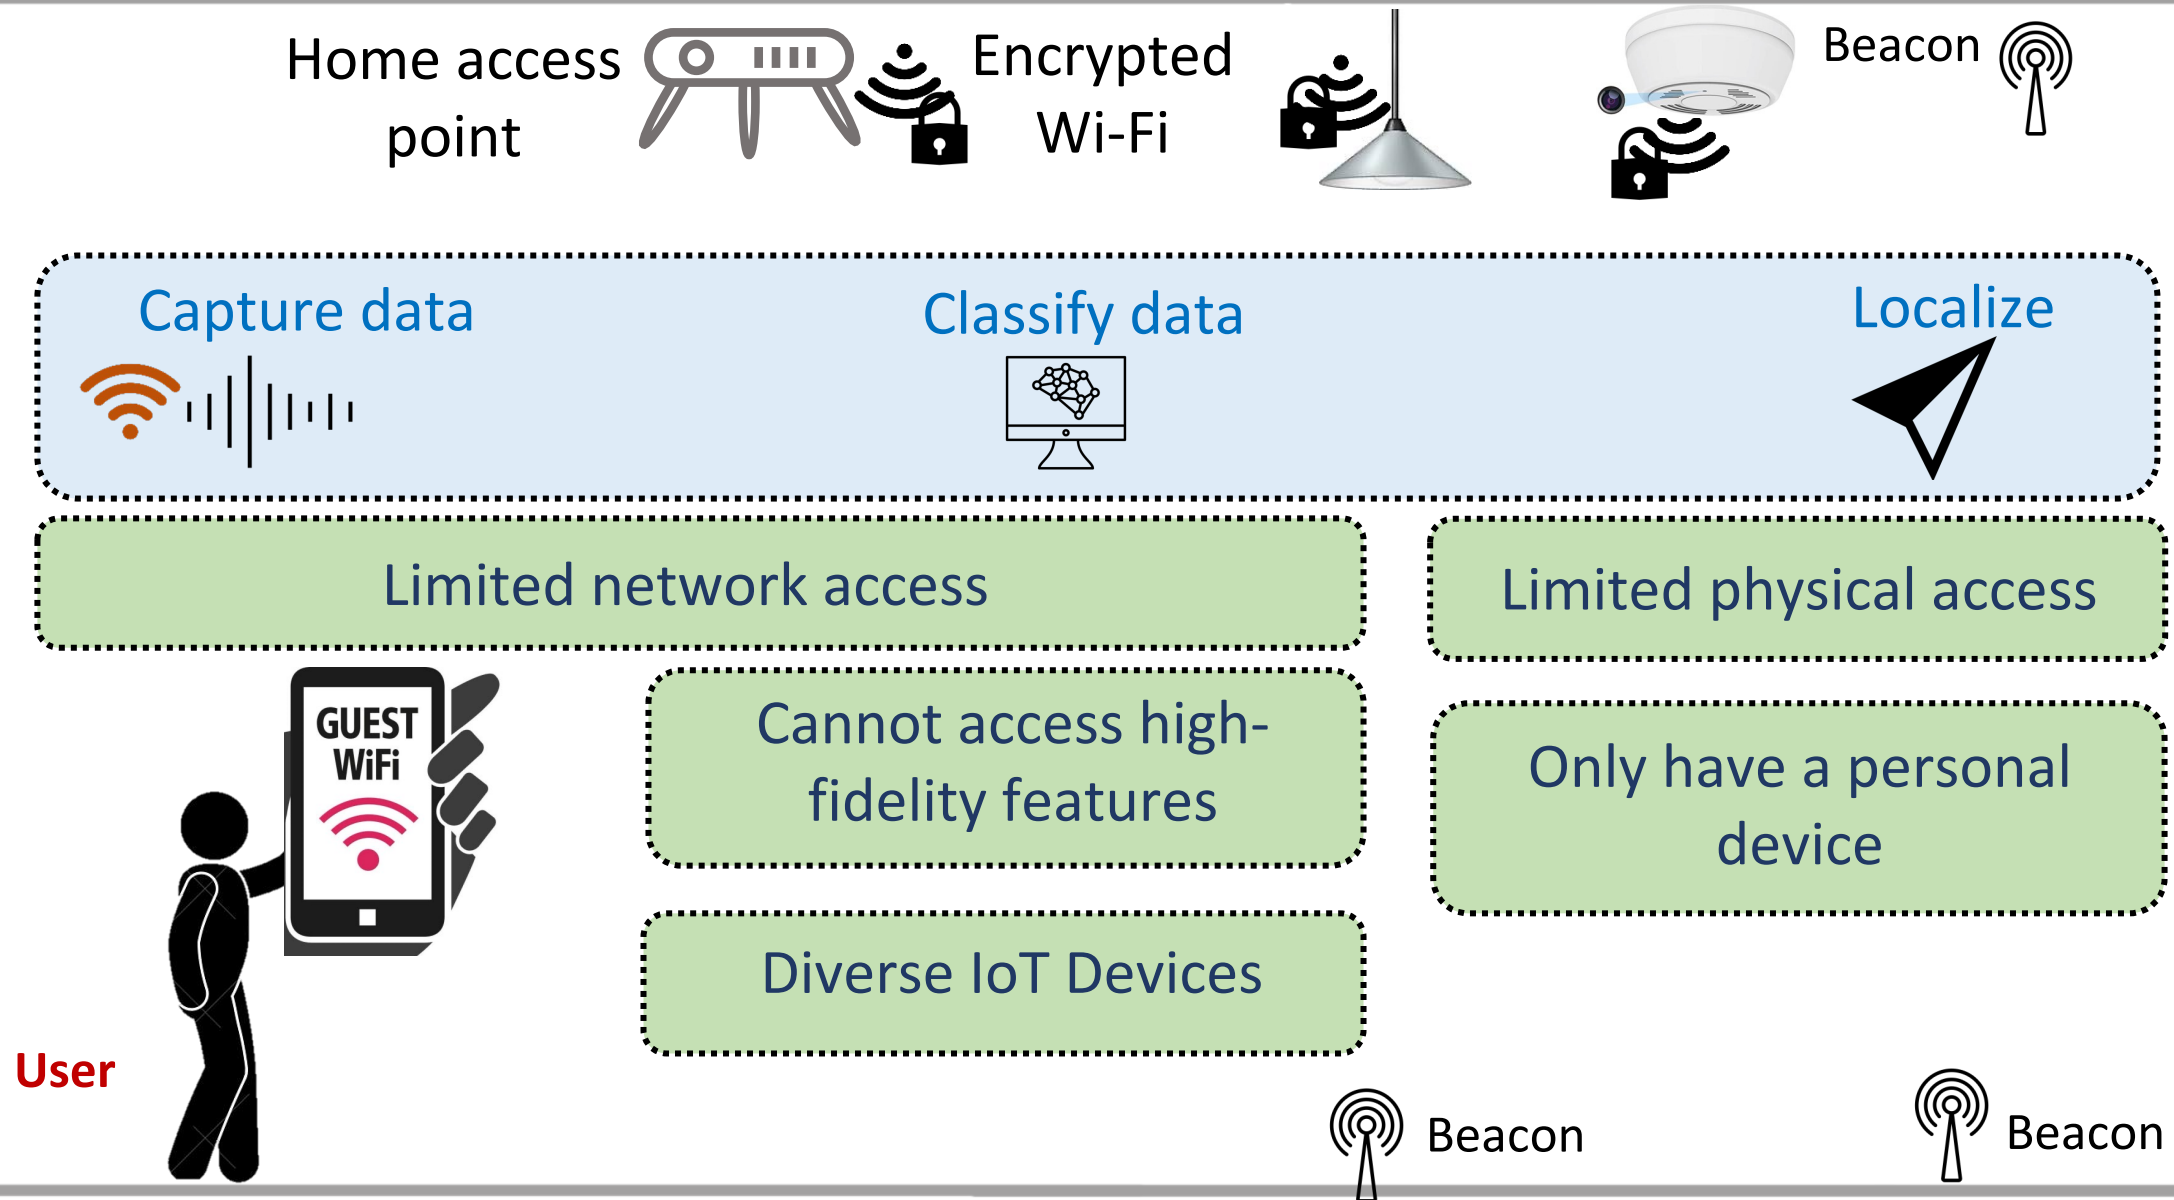 Home access
point
Encrypted
Wi-Fi
Beacon
Capture data
Classify data
Localize
Limited network access
Limited physical access
GUEST
WiFi
Cannot access high-
fidelity features
Only have a personal
device
Diverse IoT Devices
User
Beacon
Beacon